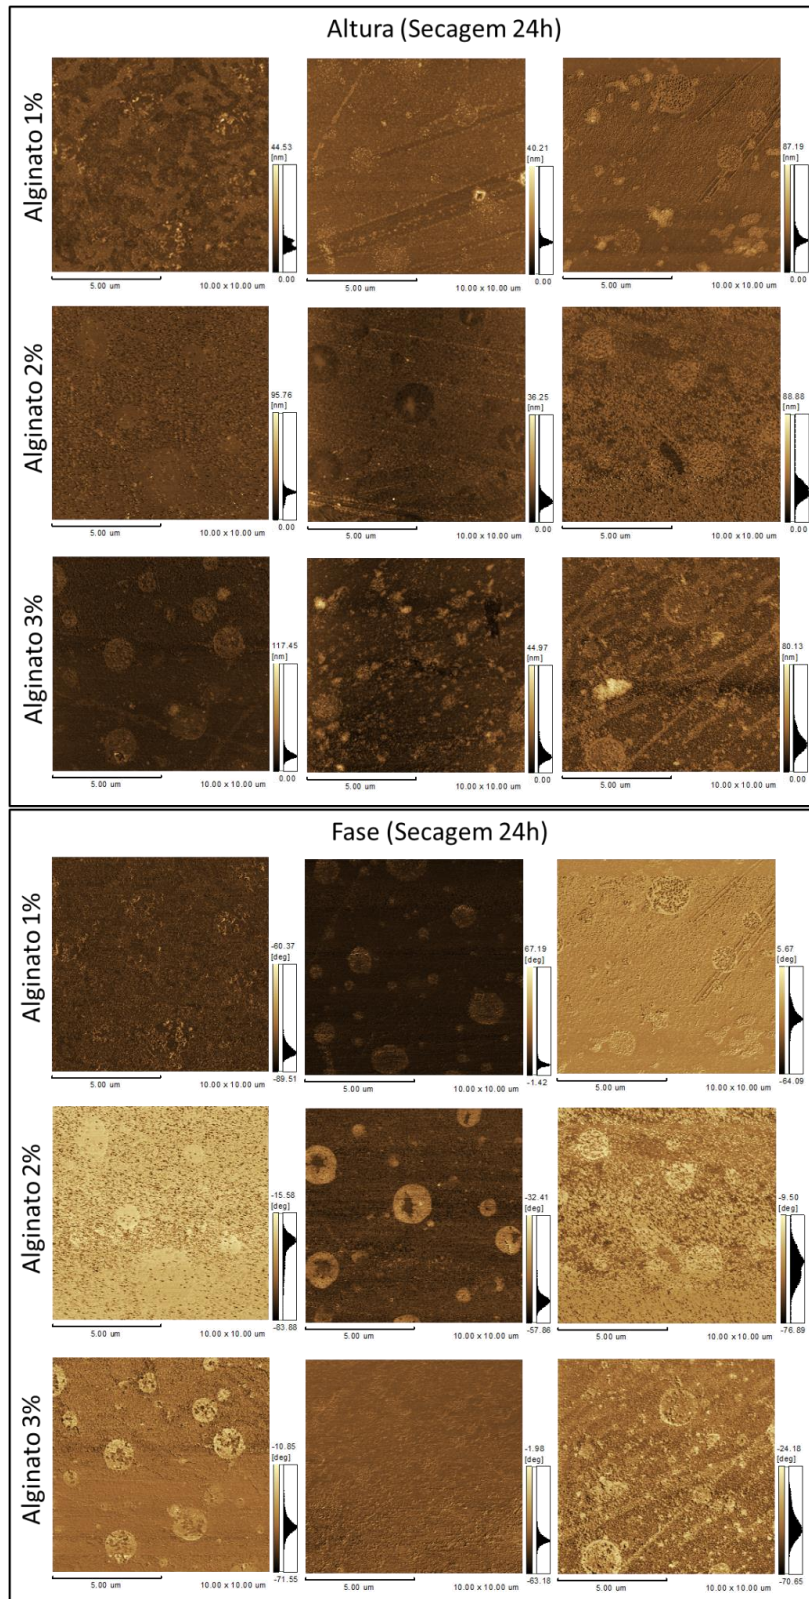 Altura (Secagem 24h)
Alginato 1%
44.53
[nm]
0.00
5.00 um
10.00 x 10.00 um
40.21
[nm]
0.00
5.00 um
10.00 x 10.00 um
87.19
[nm]
0.00
5.00 um
10.00 x 10.00 um
Alginato 2%
95.76
[nm]
0.00
5.00 um
10.00 x 10.00 um
36.25
[nm]
0.00
5.00 um
10.00 x 10.00 um
88.88
[nm]
0.00
5.00 um
10.00 x 10.00 um
Alginato 3%
117.45
[nm]
0.00
5.00 um
10.00 x 10.00 um
44.97
[nm]
0.00
5.00 um
10.00 x 10.00 um
80.13
[nm]
0.00
5.00 um
10.00 x 10.00 um
Fase (Secagem 24h)
Alginato 1%
-60.37
[deg]
-89.51
5.00 um
10.00 x 10.00 um
67.19
[deg]
-1.42
5.00 um
10.00 x 10.00 um
5.67
[deg]
-64.09
5.00 um
10.00 x 10.00 um
Alginato 2%
-15.58
[deg]
-83.88
5.00 um
10.00 x 10.00 um
-32.41
[deg]
-57.86
5.00 um
10.00 x 10.00 um
-9.50
[deg]
-76.89
5.00 um
10.00 x 10.00 um
Alginato 3%
-10.85
[deg]
-71.55
5.00 um
10.00 x 10.00 um
-1.98
[deg]
-63.18
5.00 um
10.00 x 10.00 um
-24.18
[deg]
-70.65
5.00 um
10.00 x 10.00 um